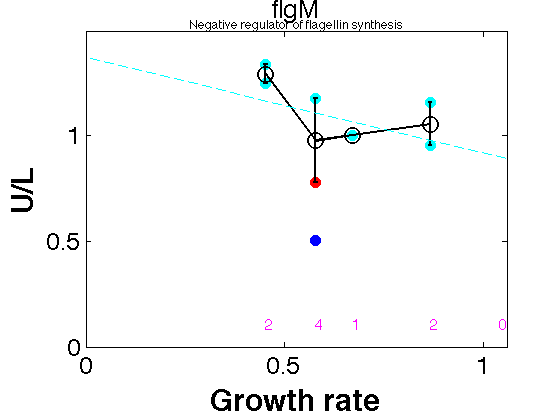 flgM
Negative regulator of flagellin synthesis
U/L
1
0.5
0
2 4 1 2 0
0 0.5 1
Growth rate